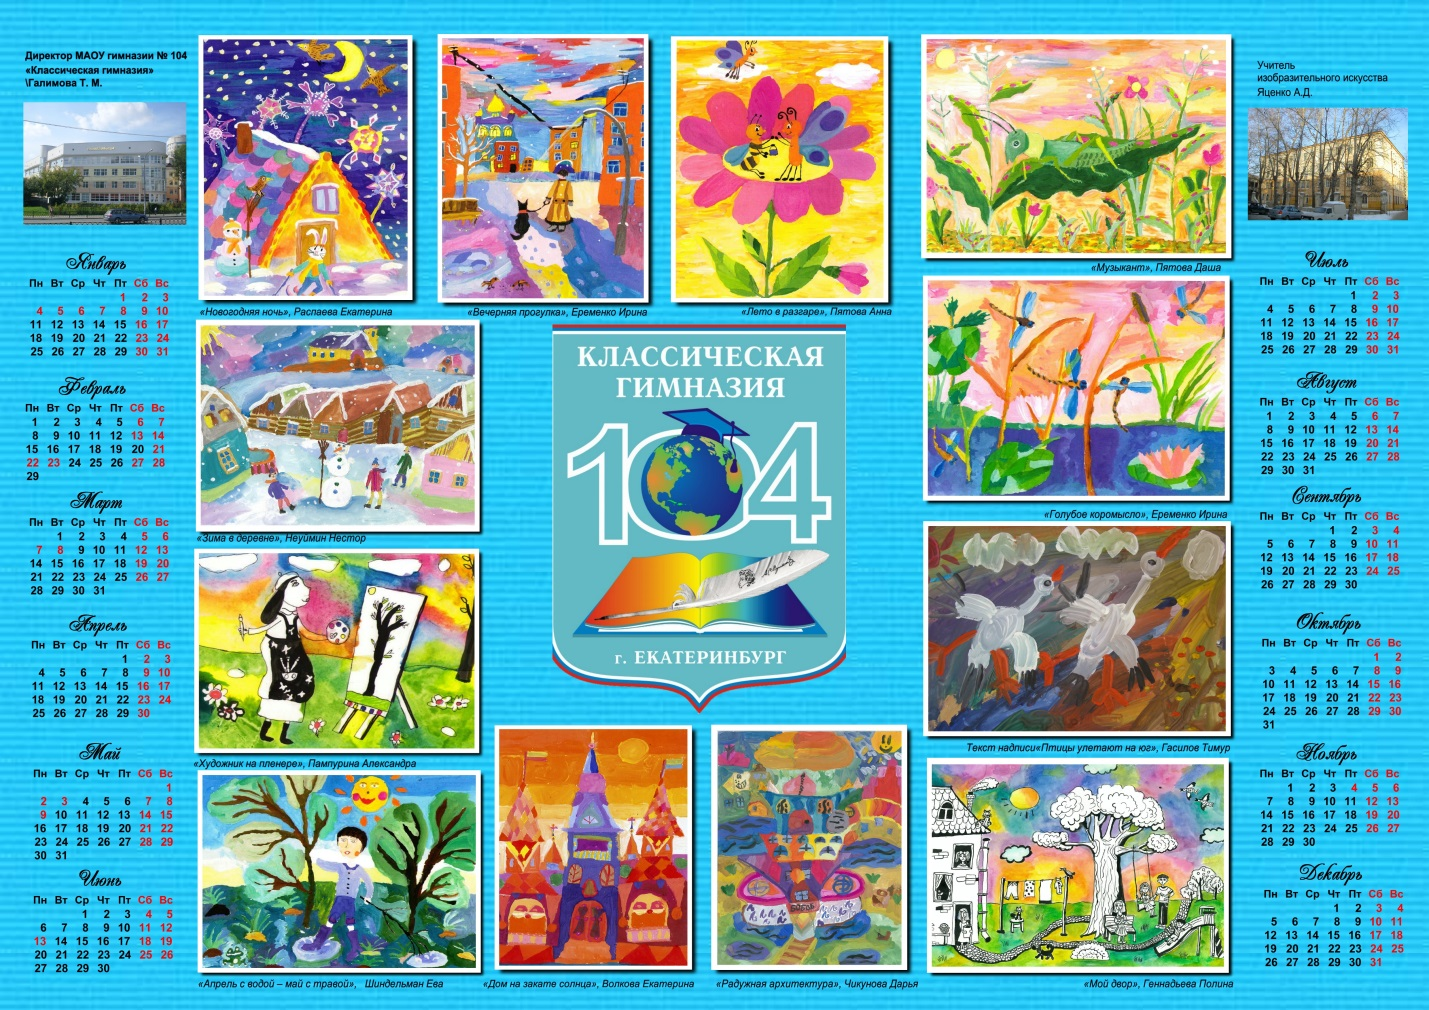 Директор МАОУ гимназии № 104
«Классическая гимназия»
\Галимова Т. М.
Учитель
изобразительного искусства
Яценко А.Д.
Январь
Пн Вт Ср Чт Пт Сб Вс
1 2 3
4 5 6 7 8 9 10
11 12 13 14 15 16 17
18 19 20 21 22 23 24
25 26 27 28 29 30 31
Февраль
Пн Вт Ср Чт Пт Сб Вс
1 2 3 4 5 6 7
8 9 10 11 12 13 14
15 16 17 18 19 20 21
22 23 24 25 26 27 28
29
Март
Пн Вт Ср Чт Пт Сб Вс
1 2 3 4 5 6
7 8 9 10 11 12 13
14 15 16 17 18 19 20
21 22 23 24 25 26 27
28 29 30 31
Апрель
Пн Вт Ср Чт Пт Сб Вс
1 2 3
4 5 6 7 8 9 10
11 12 13 14 15 16 17
18 19 20 21 22 23 24
25 26 27 28 29 30
Май
Пн Вт Ср Чт Пт Сб Вс
1
2 3 4 5 6 7 8
9 10 11 12 13 14 15
16 17 18 19 20 21 22
23 24 25 26 27 28 29
30 31
Июнь
Пн Вт Ср Чт Пт Сб Вс
1 2 3 4 5
6 7 8 9 10 11 12
13 14 15 16 17 18 19
20 21 22 23 24 25 26
27 28 29 30
«Новогодняя ночь», Распаева Екатерина
«Вечерняя прогулка», Еременко Ирина
«Лето в разгаре», Пятова Анна
«Музыкант», Пятова Даша
«Зима в деревне», Неуймин Нестор
КЛАССИЧЕСКАЯ
ГИМНАЗИЯ
104
г. ЕКАТЕРИНБУРГ
«Голубое коромысло», Еременко Ирина
«Художник на пленере», Пампурина Александра
Текст надписи«Птицы улетают на юг», Гасилов Тимур
«Апрель с водой – май с травой», Шиндельман Ева
«Дом на закате солнца», Волкова Екатерина
«Радужная архитектура», Чикунова Дарья
«Мой двор», Геннадьева Полина
Июль
Пн Вт Ср Чт Пт Сб Вс
1 2 3
4 5 6 7 8 9 10
11 12 13 14 15 16 17
18 19 20 21 22 23 24
25 26 27 28 29 30 31
Август
Пн Вт Ср Чт Пт Сб Вс
1 2 3 4 5 6 7
8 9 10 11 12 13 14
15 16 17 18 19 20 21
22 23 24 25 26 27 28
29 30 31
Сентябрь
Пн Вт Ср Чт Пт Сб Вс
1 2 3 4
5 6 7 8 9 10 11
12 13 14 15 16 17 18
19 20 21 22 23 24 25
26 27 28 29 30
Октябрь
Пн Вт Ср Чт Пт Сб Вс
1 2
3 4 5 6 7 8 9
10 11 12 13 14 15 16
17 18 19 20 21 22 23
24 25 26 27 28 29 30
31
Ноябрь
Пн Вт Ср Чт Пт Сб Вс
1 2 3 4 5 6
7 8 9 10 11 12 13
14 15 16 17 18 19 20
21 22 23 24 25 26 27
28 29 30
Декабрь
Пн Вт Ср Чт Пт Сб Вс
1 2 3 4
5 6 7 8 9 10 11
12 13 14 15 16 17 18
19 20 21 22 23 24 25
26 27 28 29 30 31